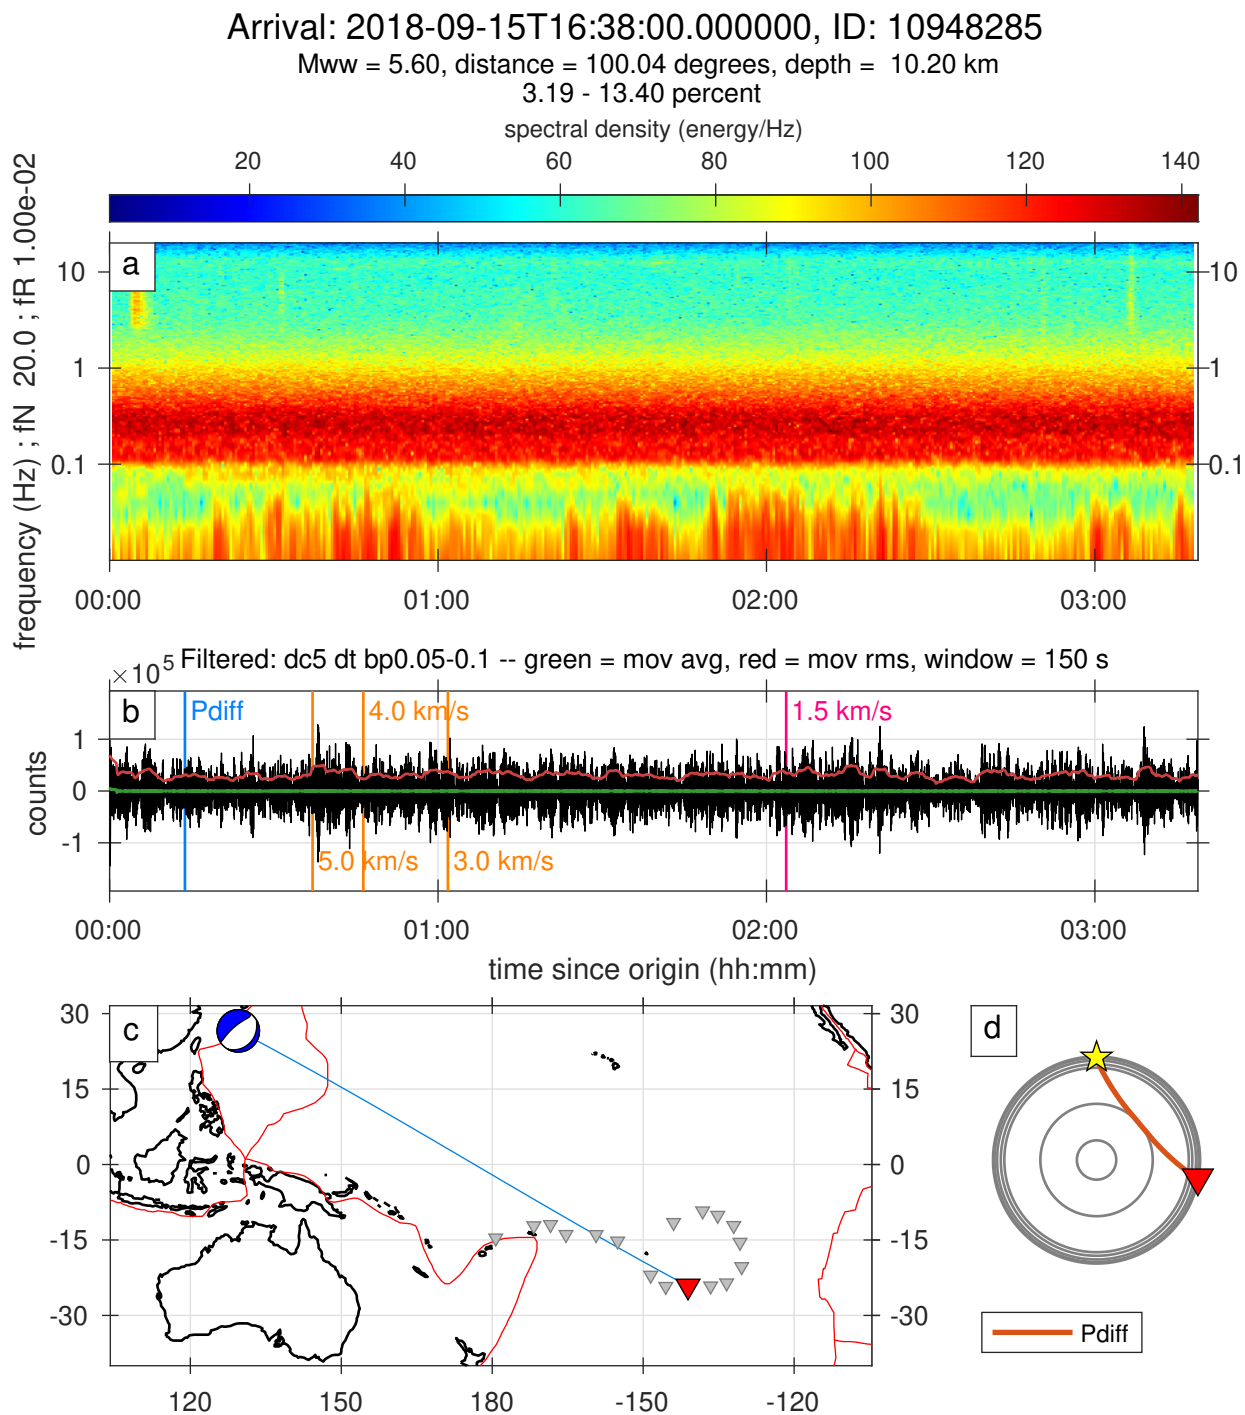 Arrival: 2018-09-15T16:38:00.000000, ID: 10948285
Mww = 5.60, distance = 100.04 degrees, depth =  10.20 km
3.19 - 13.40 percent
spectral density (energy/Hz)
20 40 60 80 100 120 140
frequency (Hz) ; fN  20.0 ; fR 1.00e-02
a
10 10
1 1
0.1 0.1
00:00 01:00 02:00 03:00
×10^5 Filtered: dc5 dt bp0.05-0.1 -- green = mov avg, red = mov rms, window = 150 s
b Pdiff 4.0 km/s 1.5 km/s
counts
1
0
-1
5.0 km/s 3.0 km/s
00:00 01:00 02:00 03:00
time since origin (hh:mm)
c
30 30
15 15
0 0
-15 -15
-30 -30
120 150 180 -150 -120
d
Pdiff